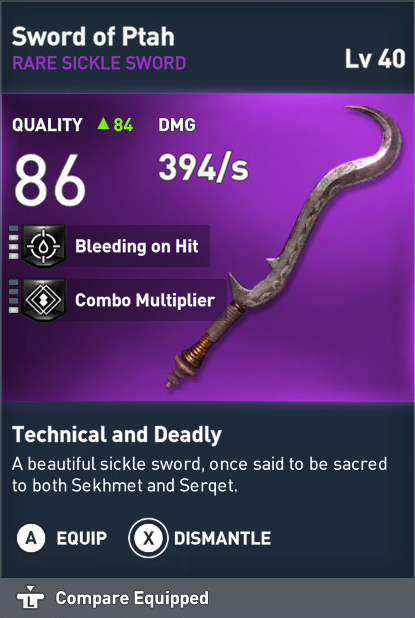 Sword of Ptah
RARE SICKLE SWORD
Lv 40
QUALITY ▲ 84 DMG
86 394/s
Bleeding on Hit
Combo Multiplier
Technical and Deadly
A beautiful sickle sword, once said to be sacred
to both Sekhmet and Serqet.
A EQUIP X DISMANTLE
L Compare Equipped